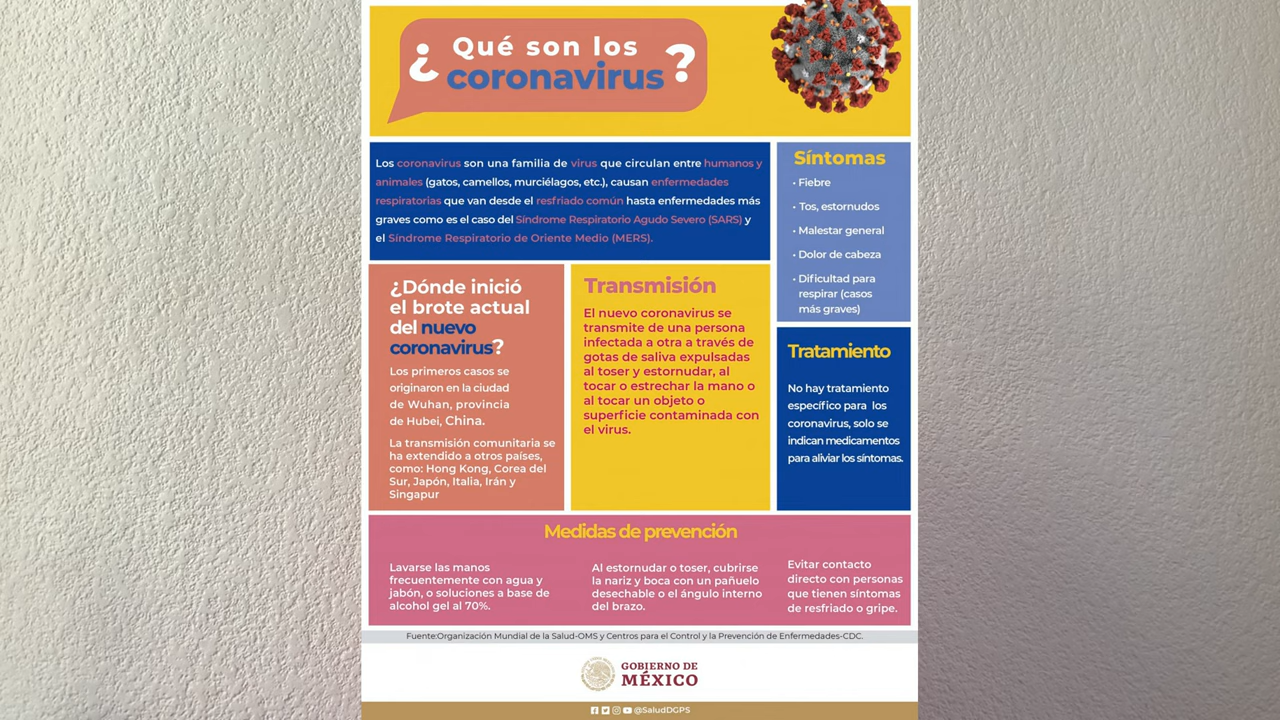 ¿Qué son los
coronavirus?
Los coronavirus son una familia de virus que circulan entre humanos y
animales (gatos, camellos, murciélagos, etc.), causan enfermedades
respiratorias que van desde el resfriado común hasta enfermedades más
graves como es el caso del Síndrome Respiratorio Agudo Severo (SARS) y
el Síndrome Respiratorio de Oriente Medio (MERS).
Síntomas
• Fiebre
• Tos, estornudos
• Malestar general
• Dolor de cabeza
• Dificultad para
respirar (casos
más graves)
¿Dónde inició
el brote actual
del nuevo
coronavirus?
Los primeros casos se
originaron en la ciudad
de Wuhan, provincia
de Hubei, China.
La transmisión comunitaria se
ha extendido a otros países,
como: Hong Kong, Corea del
Sur, Japón, Italia, Irán y
Singapur
Transmisión
El nuevo coronavirus se
transmite de una persona
infectada a otra a través de
gotas de saliva expulsadas
al toser y estornudar, al
tocar o estrechar la mano o
al tocar un objeto o
superficie contaminada con
el virus.
Tratamiento
No hay tratamiento
específico para los
coronavirus, solo se
indican medicamentos
para aliviar los síntomas.
Medidas de prevención
Lavarse las manos
frecuentemente con agua y
jabón, o soluciones a base de
alcohol gel al 70%.
Al estornudar o toser, cubrirse
la nariz y boca con un pañuelo
desechable o el ángulo interno
del brazo.
Evitar contacto
directo con personas
que tienen síntomas
de resfriado o gripe.
Fuente:Organización Mundial de la Salud-OMS y Centros para el Control y la Prevención de Enfermedades-CDC.
GOBIERNO DE
MÉXICO
@SaludDGPS